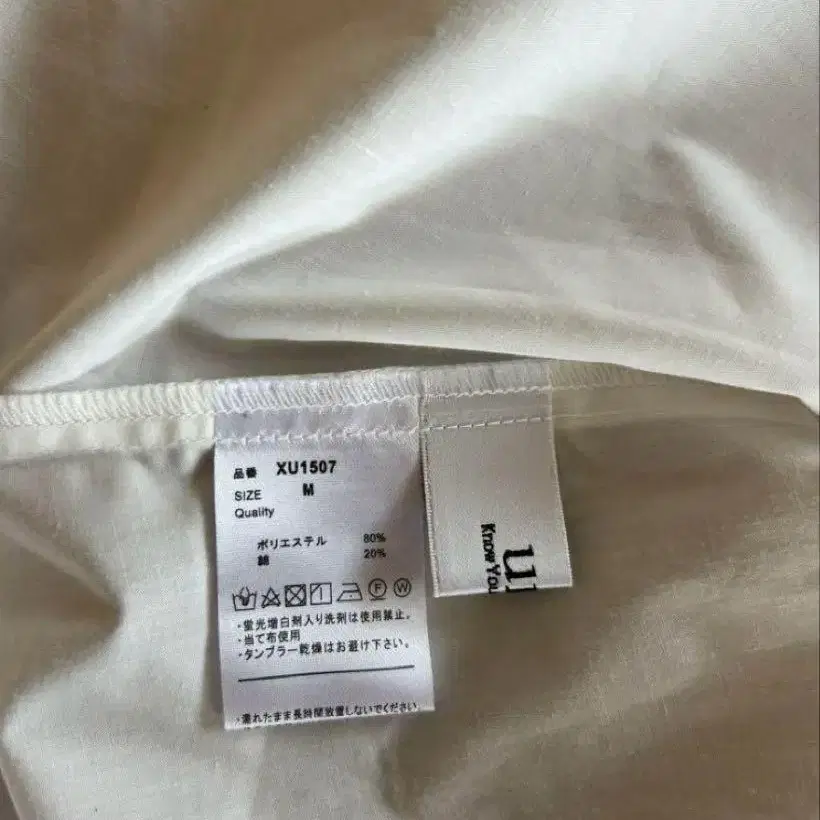 品番 XU1507
SIZE M
Quality
ポリエステル 80%
綿 20%
・蛍光増白剤入り洗剤は使用禁止。
・当て布使用
・タンブラー乾燥はお避け下さい。
・濡れたまま長時間放置しないでください。
Know You